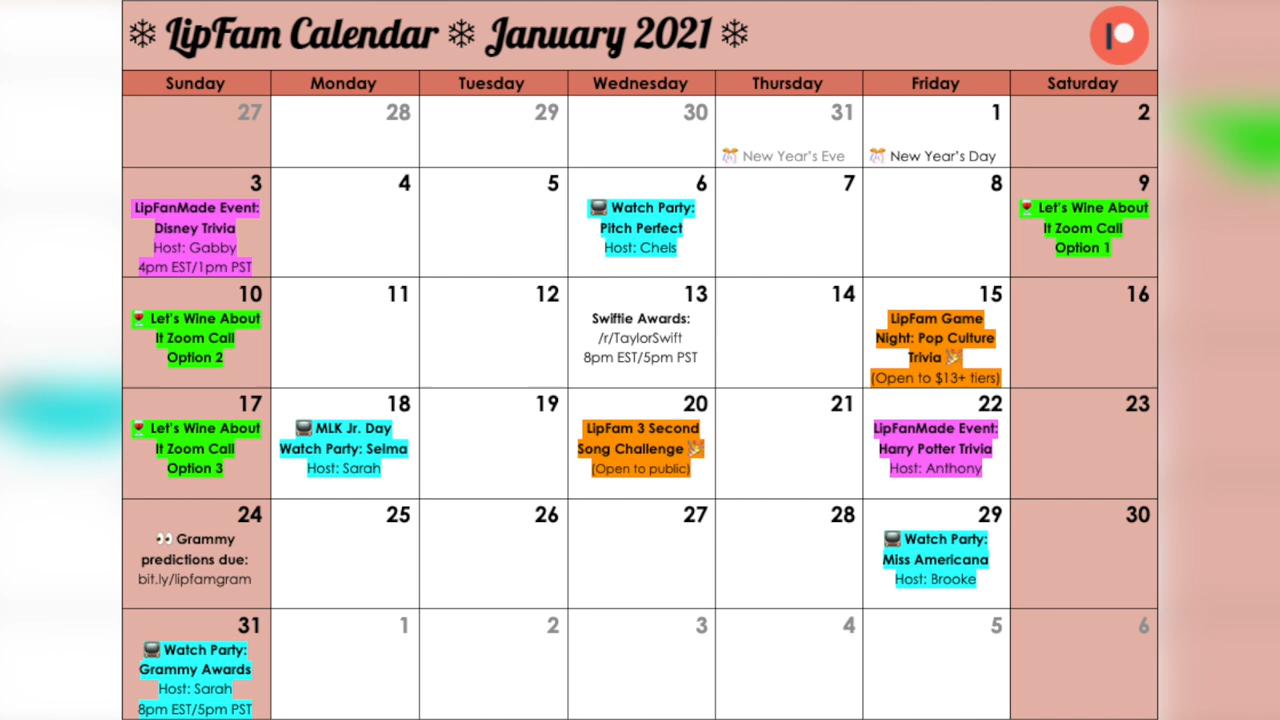 LipFam Calendar January 2021
Sunday Monday Tuesday Wednesday Thursday Friday Saturday
27 28 29 30 31 1 2
New Year's Eve
New Year's Day
3
LipFanMade Event:
Disney Trivia
Host: Gabby
4pm EST/1pm PST
4
5
6
Watch Party:
Pitch Perfect
Host: Chels
7
8
9
Let's Wine About
It Zoom Call
Option 1
10
Let's Wine About
It Zoom Call
Option 2
11
12
13
Swiftie Awards:
/r/TaylorSwift
8pm EST/5pm PST
14
15
LipFam Game
Night: Pop Culture
Trivia
(Open to $13+ tiers)
16
17
Let's Wine About
It Zoom Call
Option 3
18
MLK Jr. Day
Watch Party: Selma
Host: Sarah
19
20
LipFam 3 Second
Song Challenge
(Open to public)
21
22
LipFanMade Event:
Harry Potter Trivia
Host: Anthony
23
24
Grammy
predictions due:
bit.ly/lipfamgram
25
26
27
28
29
Watch Party:
Miss Americana
Host: Brooke
30
31
Watch Party:
Grammy Awards
Host: Sarah
8pm EST/5pm PST
1
2
3
4
5
6